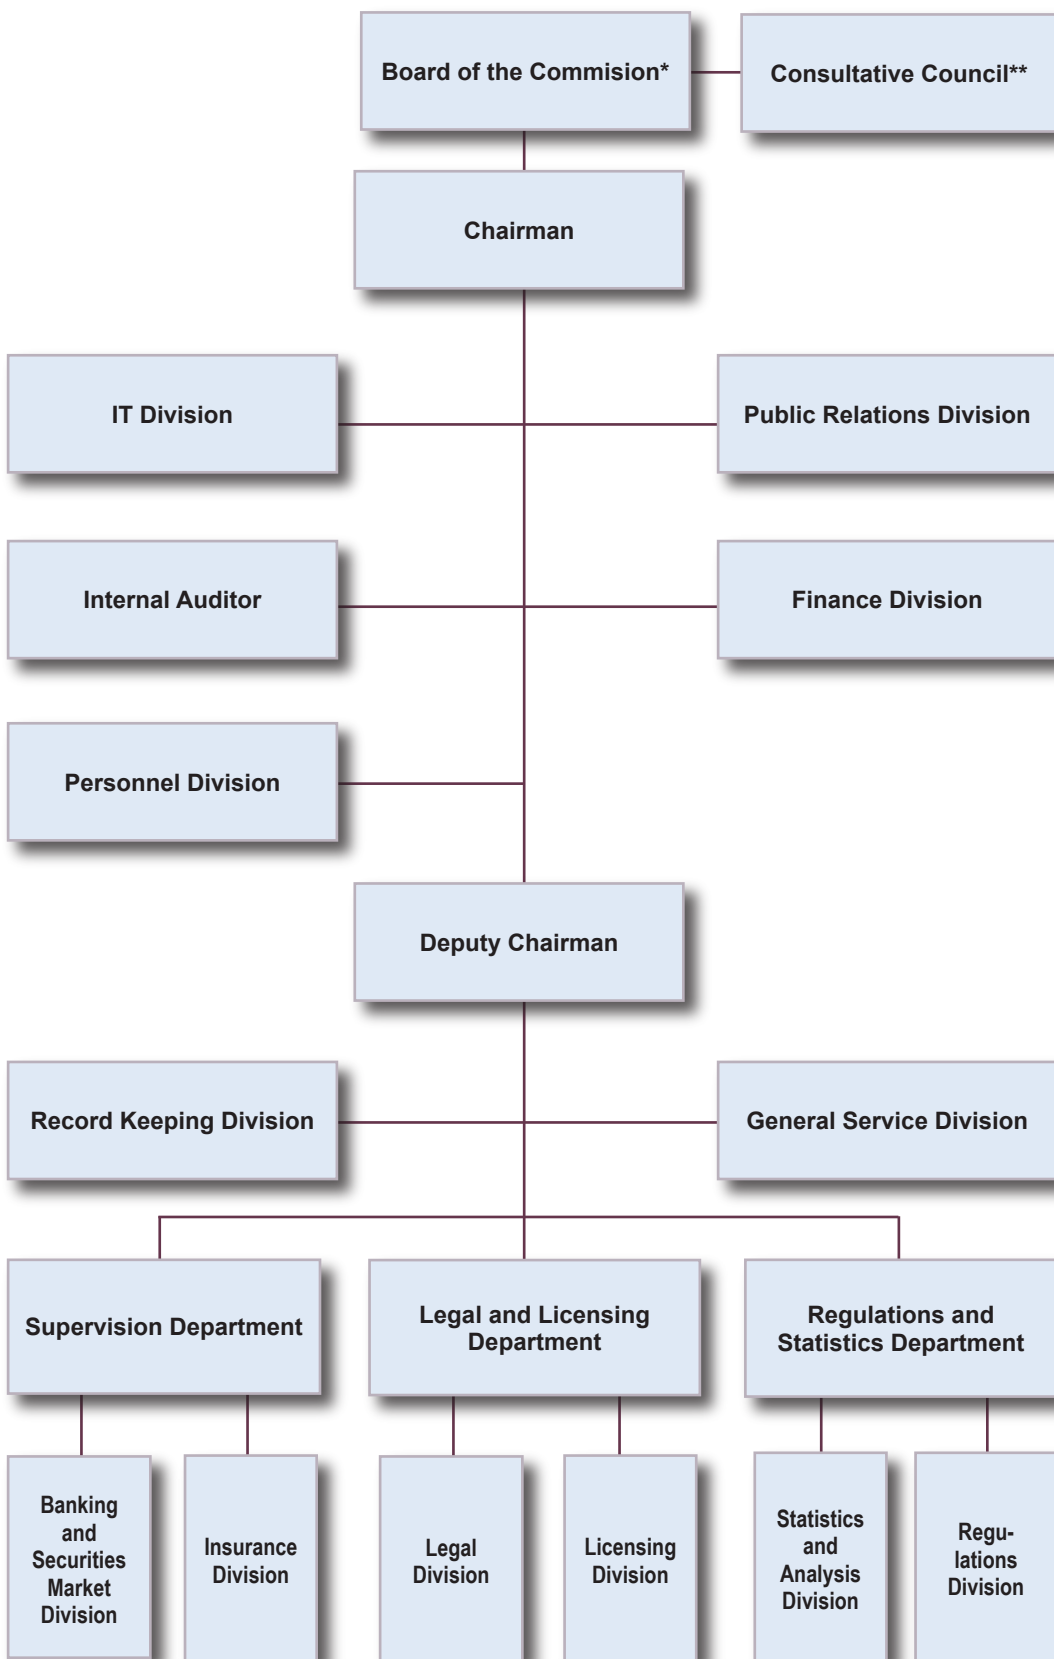 Board of the Commision*
Consultative Council**
Chairman
IT Division
Public Relations Division
Internal Auditor
Finance Division
Personnel Division
Deputy Chairman
Record Keeping Division
General Service Division
Supervision Department
Legal and Licensing
Department
Regulations and
Statistics Department
Banking
and
Securities
Market
Division
Insurance
Division
Legal
Division
Licensing
Division
Statistics
and
Analysis
Division
Regu-
lations
Division